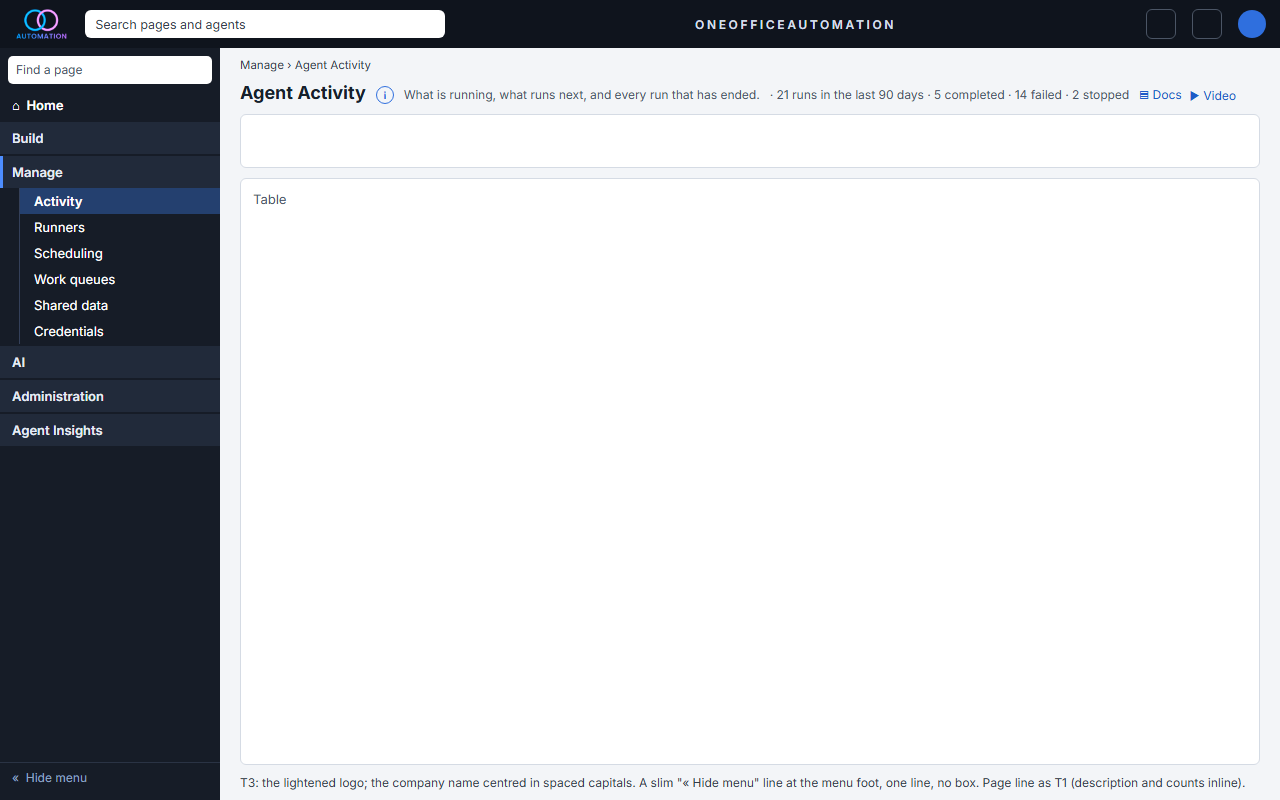 AUTOMATION
Search pages and agents
ONEOFFICEAUTOMATION
Find a page
Home
Build
Manage
Activity
Runners
Scheduling
Work queues
Shared data
Credentials
AI
Administration
Agent Insights
« Hide menu
Manage › Agent Activity
Agent Activity i What is running, what runs next, and every run that has ended. · 21 runs in the last 90 days · 5 completed · 14 failed · 2 stopped Docs Video
Table
T3: the lightened logo; the company name centred in spaced capitals. A slim "« Hide menu" line at the menu foot, one line, no box. Page line as T1 (description and counts inline).